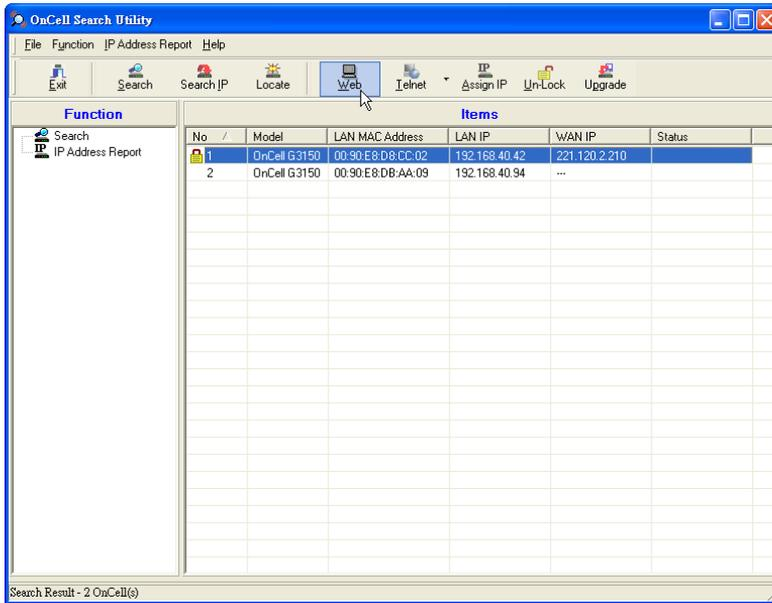 OnCell Search Utility
File Function IP Address Report Help
Exit Search Search IP Locate Web Telnet Assign IP Un-Lock Upgrade
Function
Search
IP Address Report
Items
No Model LAN MAC Address LAN IP WAN IP Status
1 OnCell G3150 00:90:E8:D8:CC:02 192.168.40.42 221.120.2.210
2 OnCell G3150 00:90:E8:DB:AA:09 192.168.40.94 ---
Search Result - 2 OnCell(s)